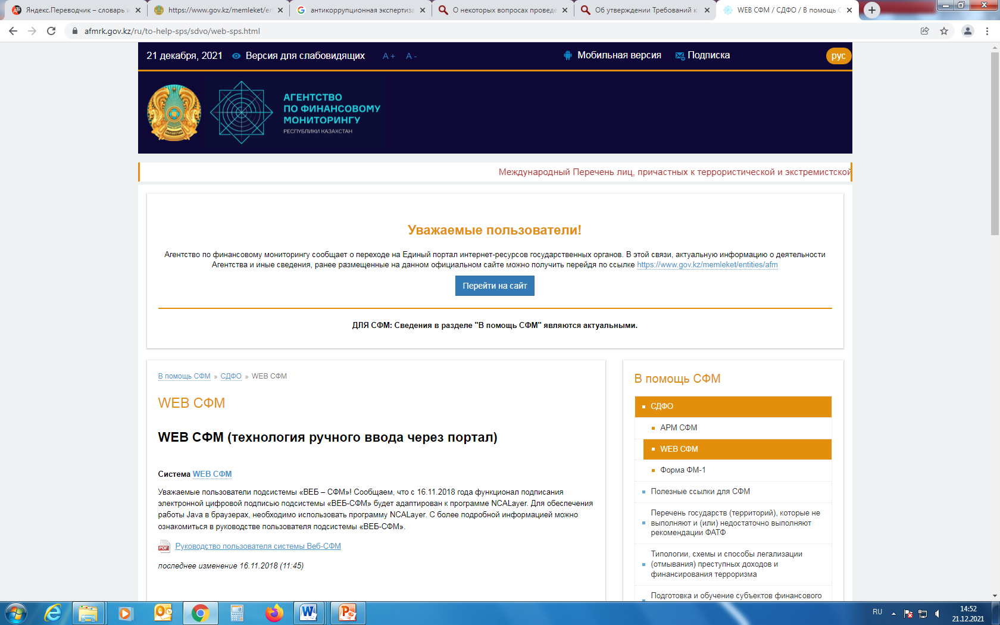 Яндекс.Переводчик – словарь и
https://www.gov.kz/memleket/en
антикоррупционная экспертиза
О некоторых вопросах проведе
Об утверждении Требований к
WEB СФМ / СДФО / В помощь С
afmrk.gov.kz/ru/to-help-sps/sdvo/web-sps.html
21 декабря, 2021 Версия для слабовидящих A + A - Мобильная версия Подписка рус
АГЕНТСТВО
ПО ФИНАНСОВОМУ
МОНИТОРИНГУ
РЕСПУБЛИКИ КАЗАХСТАН
Международный Перечень лиц, причастных к террористической и экстремистской
Уважаемые пользователи!
Агентство по финансовому мониторингу сообщает о переходе на Единый портал интернет-ресурсов государственных органов. В этой связи, актуальную информацию о деятельности
Агентства и иные сведения, ранее размещенные на данном официальном сайте можно получить перейдя по ссылке https://www.gov.kz/memleket/entities/afm
Перейти на сайт
ДЛЯ СФМ: Сведения в разделе "В помощь СФМ" являются актуальными.
В помощь СФМ » СДФО » WEB СФМ
WEB СФМ
WEB СФМ (технология ручного ввода через портал)
Система WEB СФМ
Уважаемые пользователи подсистемы «ВЕБ – СФМ»! Сообщаем, что с 16.11.2018 года функционал подписания
электронной цифровой подписью подсистемы «ВЕБ-СФМ» будет адаптирован к программе NCALayer. Для обеспечения
работы Java в браузерах, необходимо использовать программу NCALayer. С более подробной информацией можно
ознакомиться в руководстве пользователя подсистемы «ВЕБ-СФМ».
PDF Руководство пользователя системы Веб-СФМ
последнее изменение 16.11.2018 (11:45)
В помощь СФМ
СДФО
АРМ СФМ
WEB СФМ
Форма ФМ-1
Полезные ссылки для СФМ
Перечень государств (территорий), которые не
выполняют и (или) недостаточно выполняют
рекомендации ФАТФ
Типологии, схемы и способы легализации
(отмывания) преступных доходов и
финансирования терроризма
Подготовка и обучение субъектов финансового
RU
14:52
21.12.2021